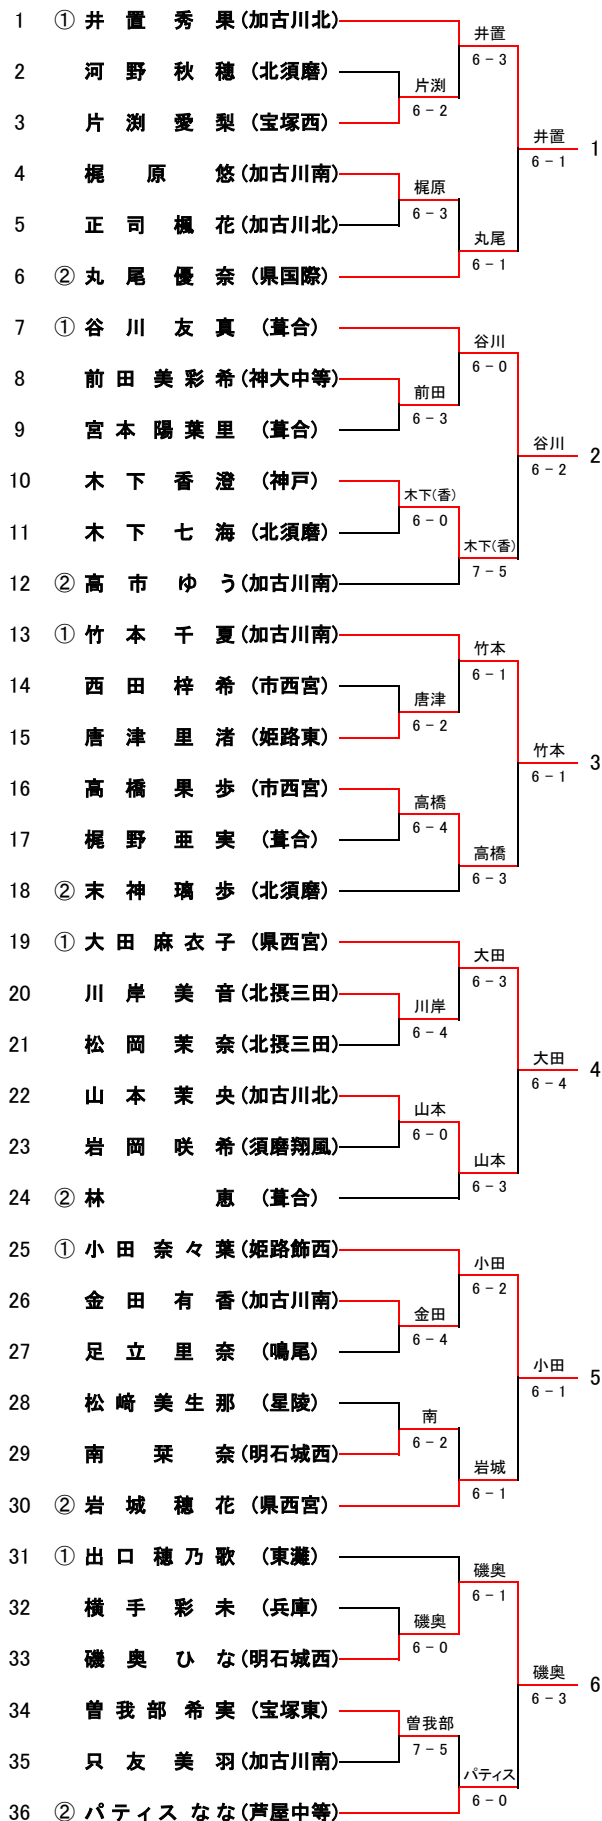 1 ① 井置秀果(加古川北)
井置
6-3
2 河野秋穂(北須磨)
片渕
6-2
3 片渕愛梨(宝塚西)
井置 1
6-1
4 梶原悠(加古川南)
梶原
6-3
5 正司楓花(加古川北)
丸尾
6-1
6 ② 丸尾優奈(県国際)
7 ① 谷川友真(葺合)
谷川
6-0
8 前田美彩希(神大中等)
前田
6-3
9 宮本陽葉里(葺合)
谷川 2
6-2
10 木下香澄(神戸)
木下(香)
6-0
11 木下七海(北須磨)
木下(香)
7-5
12 ② 高市ゆう(加古川南)
13 ① 竹本千夏(加古川南)
竹本
6-1
14 西田梓希(市西宮)
唐津
6-2
15 唐津里渚(姫路東)
竹本 3
6-1
16 高橋果歩(市西宮)
高橋
6-4
17 梶野亜実(葺合)
高橋
6-3
18 ② 末神璃歩(北須磨)
19 ① 大田麻衣子(県西宮)
大田
6-3
20 川岸美音(北摂三田)
川岸
6-4
21 松岡茉奈(北摂三田)
大田 4
6-4
22 山本茉央(加古川北)
山本
6-0
23 岩岡咲希(須磨翔風)
山本
6-3
24 ② 林恵(葺合)
25 ① 小田奈々葉(姫路飾西)
小田
6-2
26 金田有香(加古川南)
金田
6-4
27 足立里奈(鳴尾)
小田 5
6-1
28 松﨑美生那(星陵)
南
6-2
29 南栞奈(明石城西)
岩城
6-1
30 ② 岩城穂花(県西宮)
31 ① 出口穂乃歌(東灘)
磯奥
6-1
32 横手彩未(兵庫)
磯奥
6-0
33 磯奥ひな(明石城西)
磯奥 6
6-3
34 曽我部希実(宝塚東)
曽我部
7-5
35 只友美羽(加古川南)
パティス
6-0
36 ② パティスなな(芦屋中等)